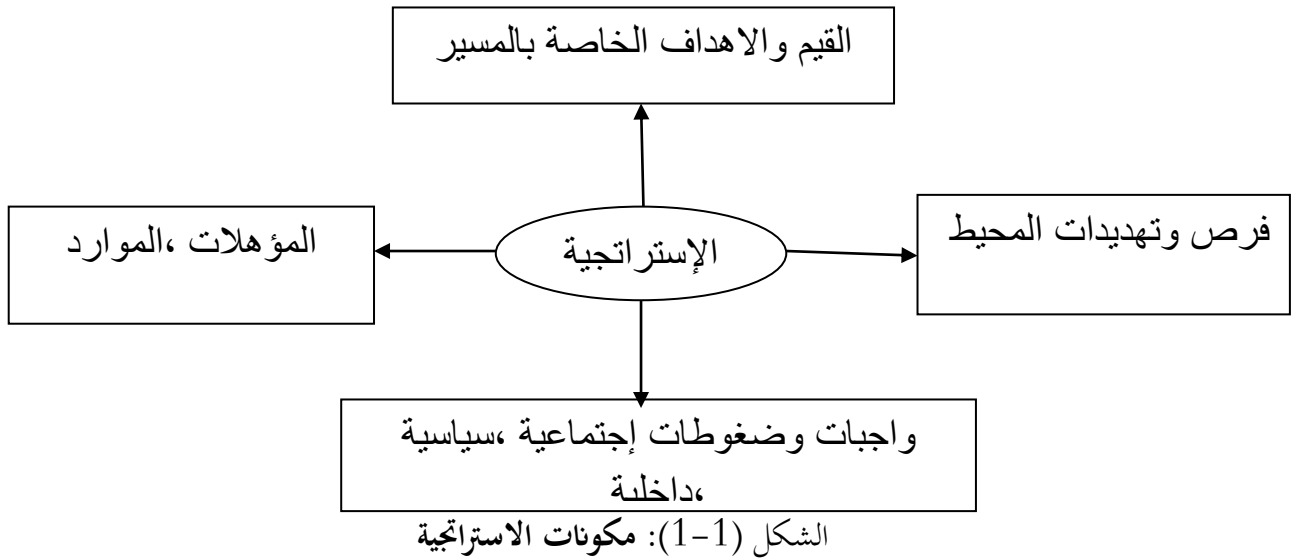 القيم والاهداف الخاصة بالمسير
فرص وتهديدات المحيط
الإستراتجية
المؤهلات ،الموارد
واجبات وضغوطات إجتماعية ،سياسية
،داخلية
الشكل (1-1): مكونات الاستراتجية